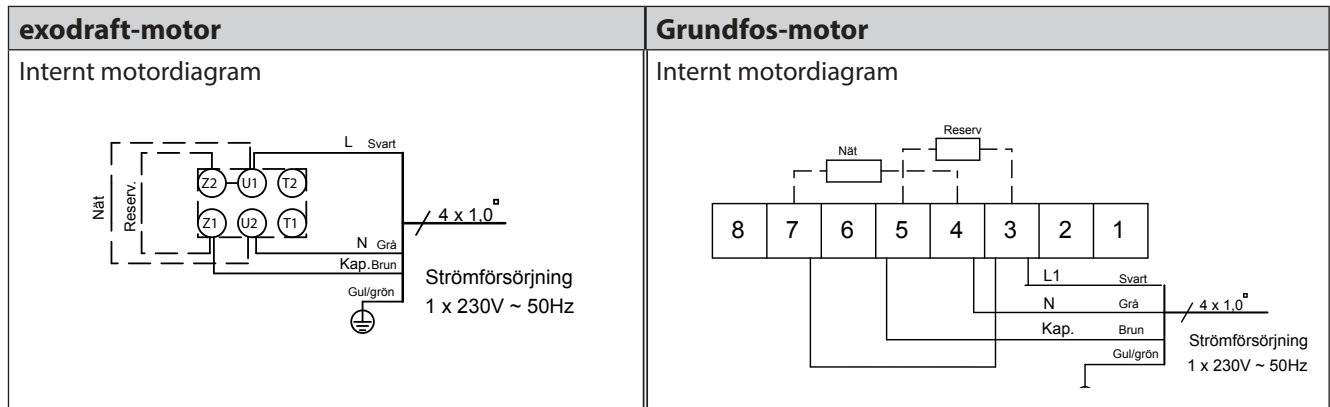 exodraft-motor
Internt motordiagram
L Svart
Z2 U1 T2
Z1 U2 T1
Nät
Reserv.
4 x 1,0
N Grå
Kap. Brun
Gul/grön
Strömförsörjning
1 x 230V ~ 50Hz
Grundfos-motor
Internt motordiagram
Reserv
Nät
8 7 6 5 4 3 2 1
L1 Svart
N Grå
Kap. Brun
Gul/grön
4 x 1,0
Strömförsörjning
1 x 230V ~ 50Hz